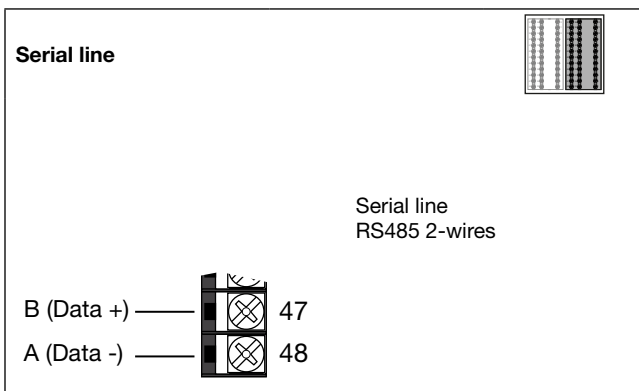 Serial line
Serial line
RS485 2-wires
B (Data +) 47
A (Data -) 48